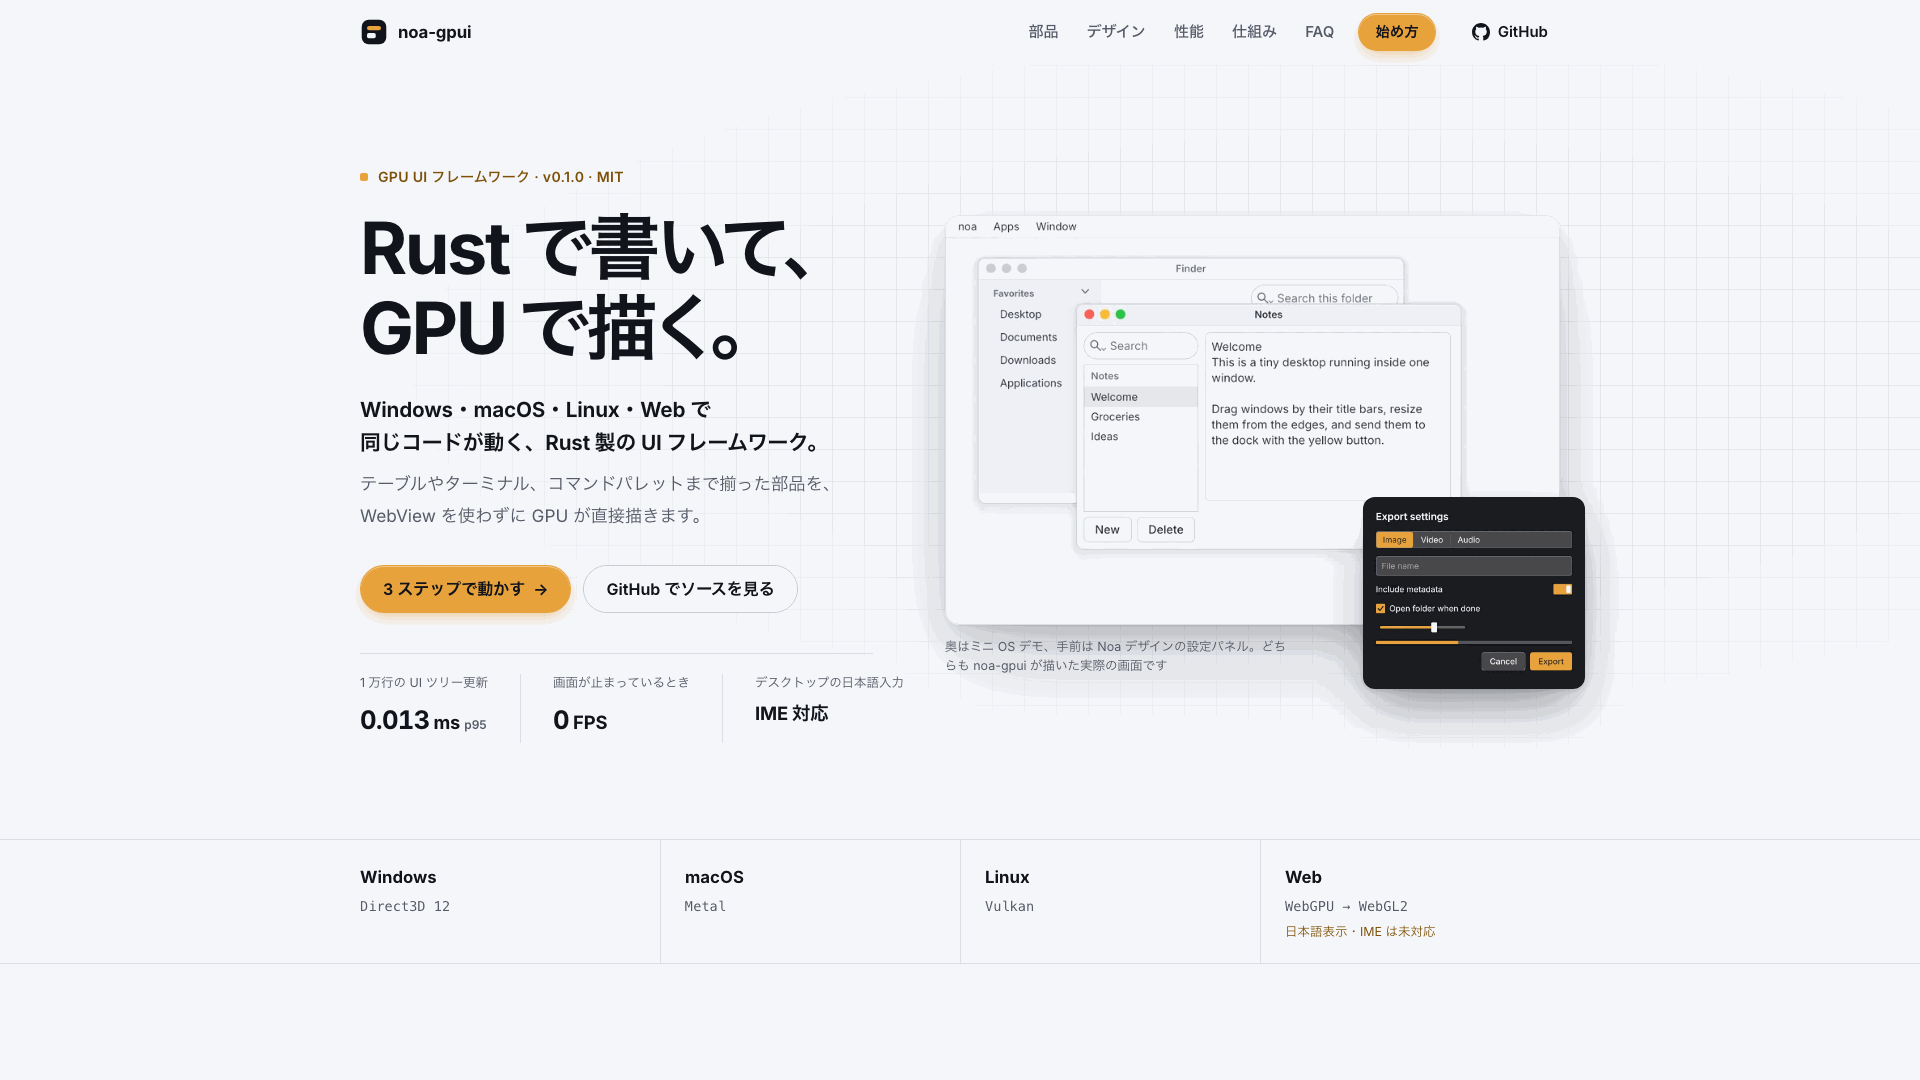 noa-gpui
部品
デザイン
性能
仕組み
FAQ
始め方
GitHub
GPU UI フレームワーク · v0.1.0 · MIT
Rust で書いて、
GPU で描く。
Windows・macOS・Linux・Web で
同じコードが動く、Rust 製の UI フレームワーク。
テーブルやターミナル、コマンドパレットまで揃った部品を、
WebView を使わずに GPU が直接描きます。
3 ステップで動かす →
GitHub でソースを見る
1 万行の UI ツリー更新
0.013 ms p95
画面が止まっているとき
0 FPS
デスクトップの日本語入力
IME 対応
noa Apps Window
Finder
Favorites
Desktop
Documents
Downloads
Applications
Search this folder
Notes
Search
Notes
Welcome
Groceries
Ideas
New
Delete
Welcome
This is a tiny desktop running inside one
window.
Drag windows by their title bars, resize
them from the edges, and send them to
the dock with the yellow button.
Export settings
Image Video Audio
File name
Include metadata
Open folder when done
Cancel
Export
奥はミニ OS デモ、手前は Noa デザインの設定パネル。どち
らも noa-gpui が描いた実際の画面です
Windows
Direct3D 12
macOS
Metal
Linux
Vulkan
Web
WebGPU → WebGL2
日本語表示・IME は未対応